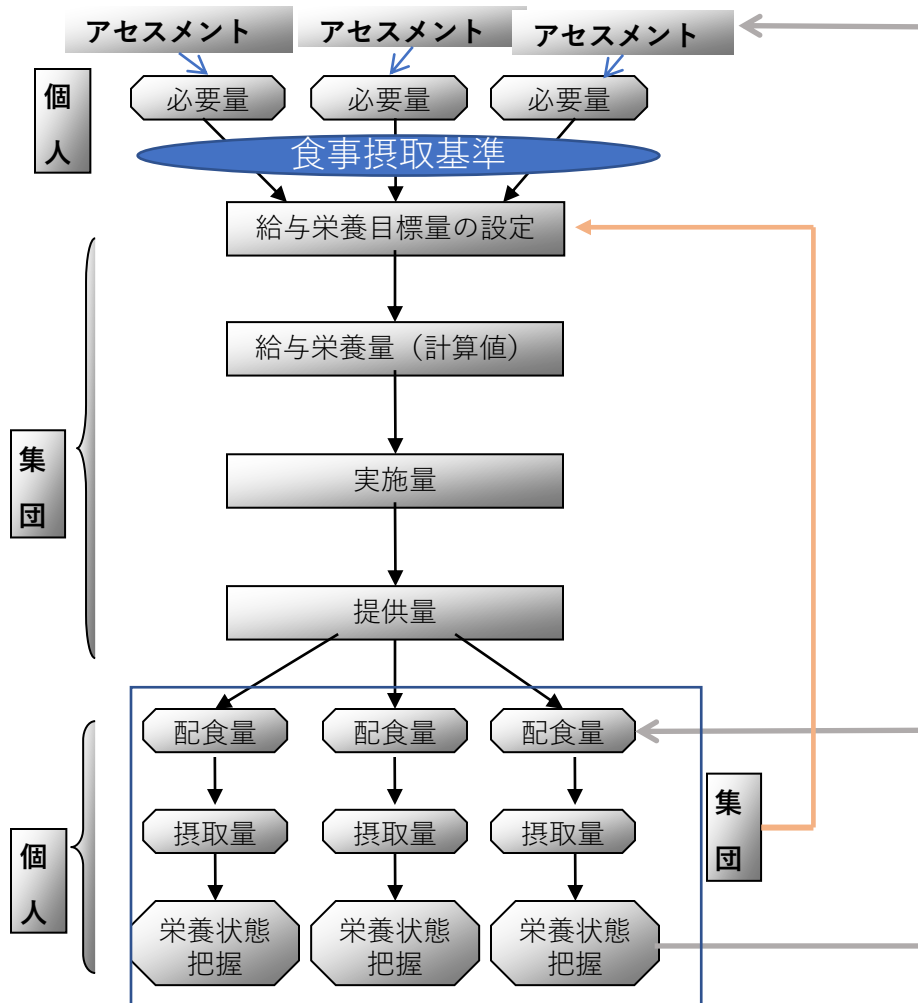 アセスメント
アセスメント
アセスメント
個
人
必要量
必要量
必要量
食事摂取基準
給与栄養目標量の設定
給与栄養量（計算値）
集
団
実施量
提供量
配食量
配食量
配食量
集
団
摂取量
摂取量
摂取量
個
人
栄養状態
把握
栄養状態
把握
栄養状態
把握